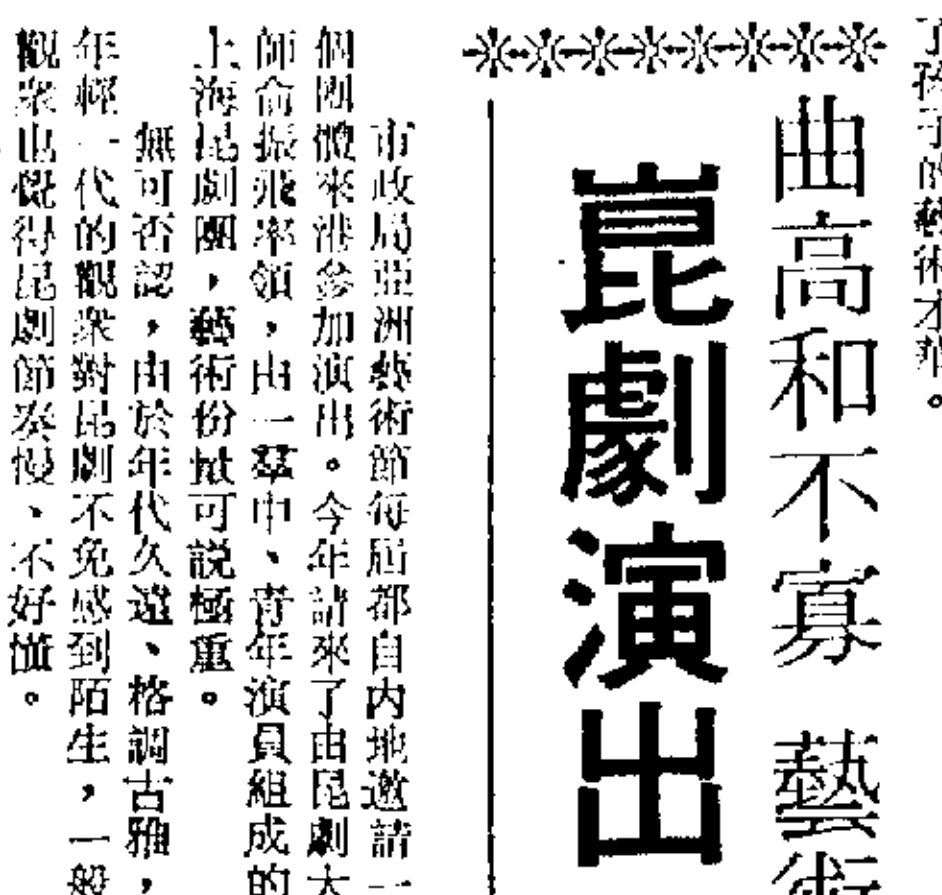 了孫子的藝術才華。
曲高和不寡 藝術
崑劇演出
市政局亞洲藝術節每屆都自內地邀請一
個團體來港參加演出。今年請來了由昆劇大
師俞振飛率領，由一羣中、青年演員組成的
上海昆劇團，藝術份量可說極重。
無可否認，由於年代久遠、格調古雅，
年輕一代的觀衆對昆劇不免感到陌生，一般
觀衆也覺得昆劇節奏慢、不好懂。